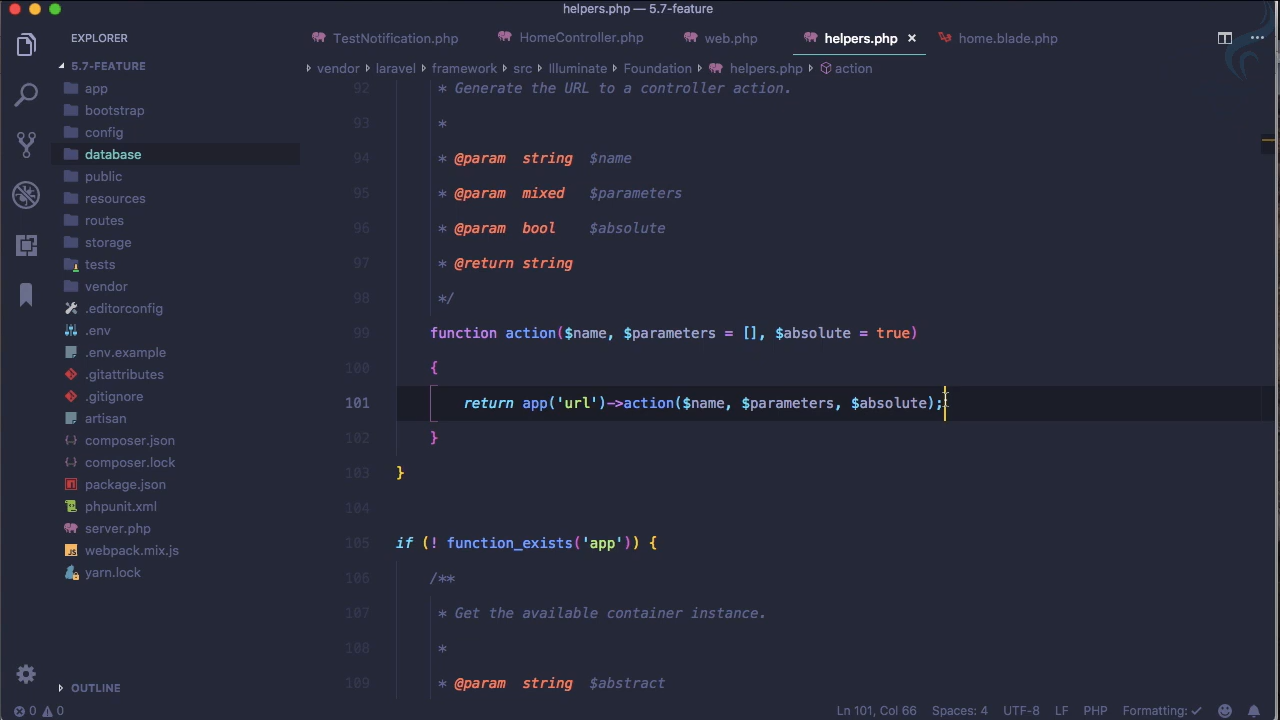 helpers.php — 5.7-feature
EXPLORER
TestNotification.php
HomeController.php
web.php
helpers.php ×
home.blade.php
5.7-FEATURE
app
bootstrap
config
database
public
resources
routes
storage
tests
vendor
.editorconfig
.env
.env.example
.gitattributes
.gitignore
artisan
composer.json
composer.lock
package.json
phpunit.xml
server.php
webpack.mix.js
yarn.lock
OUTLINE
vendor laravel framework src Illuminate Foundation helpers.php action
92 * Generate the URL to a controller action.
93 *
94 * @param string $name
95 * @param mixed $parameters
96 * @param bool $absolute
97 * @return string
98 */
99 function action($name, $parameters = [], $absolute = true)
100 {
101 return app('url')->action($name, $parameters, $absolute);
102 }
103 }
104
105 if (! function_exists('app')) {
106 /**
107 * Get the available container instance.
108 *
109 * @param string $abstract
0 0 Ln 101, Col 66 Spaces: 4 UTF-8 LF PHP Formatting: ✓